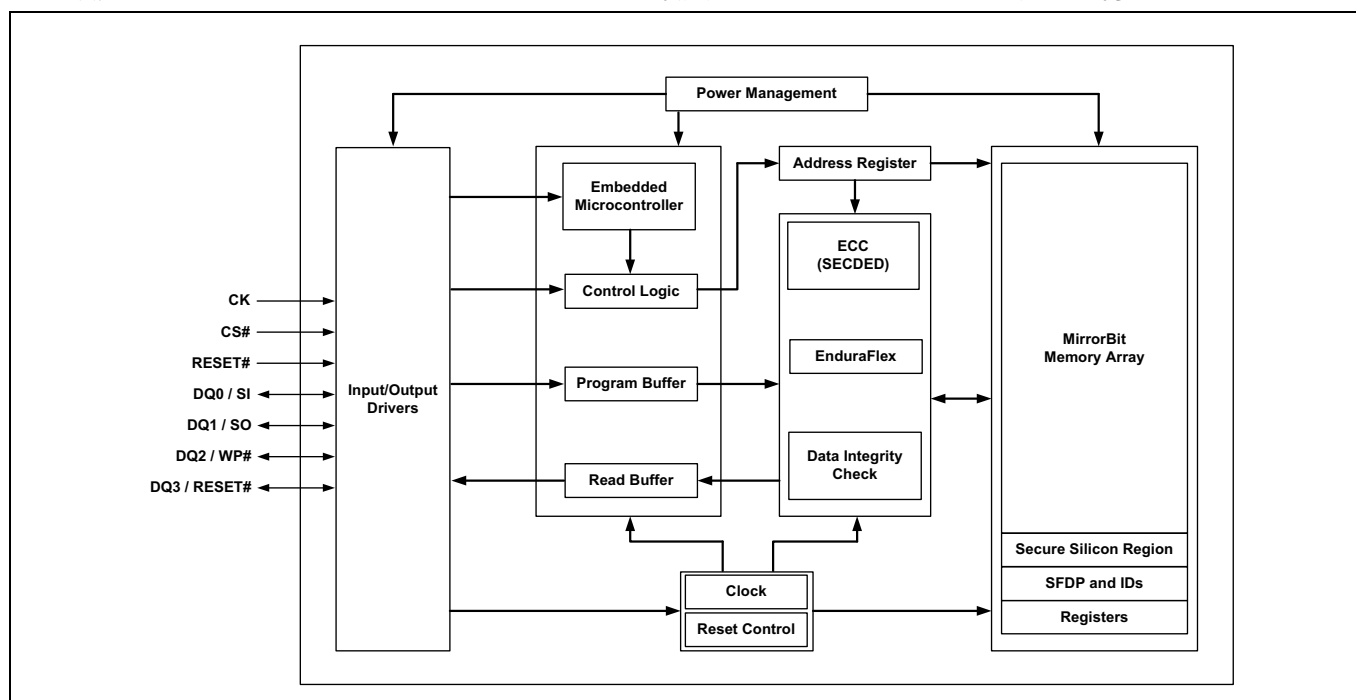 Power Management
Address Register
Embedded
Microcontroller
ECC
(SECDED)
Control Logic
CK
CS#
RESET#
DQ0 / SI
DQ1 / SO
DQ2 / WP#
DQ3 / RESET#
Input/Output
Drivers
EnduraFlex
MirrorBit
Memory Array
Program Buffer
Read Buffer
Data Integrity
Check
Secure Silicon Region
SFDP and IDs
Registers
Clock
Reset Control